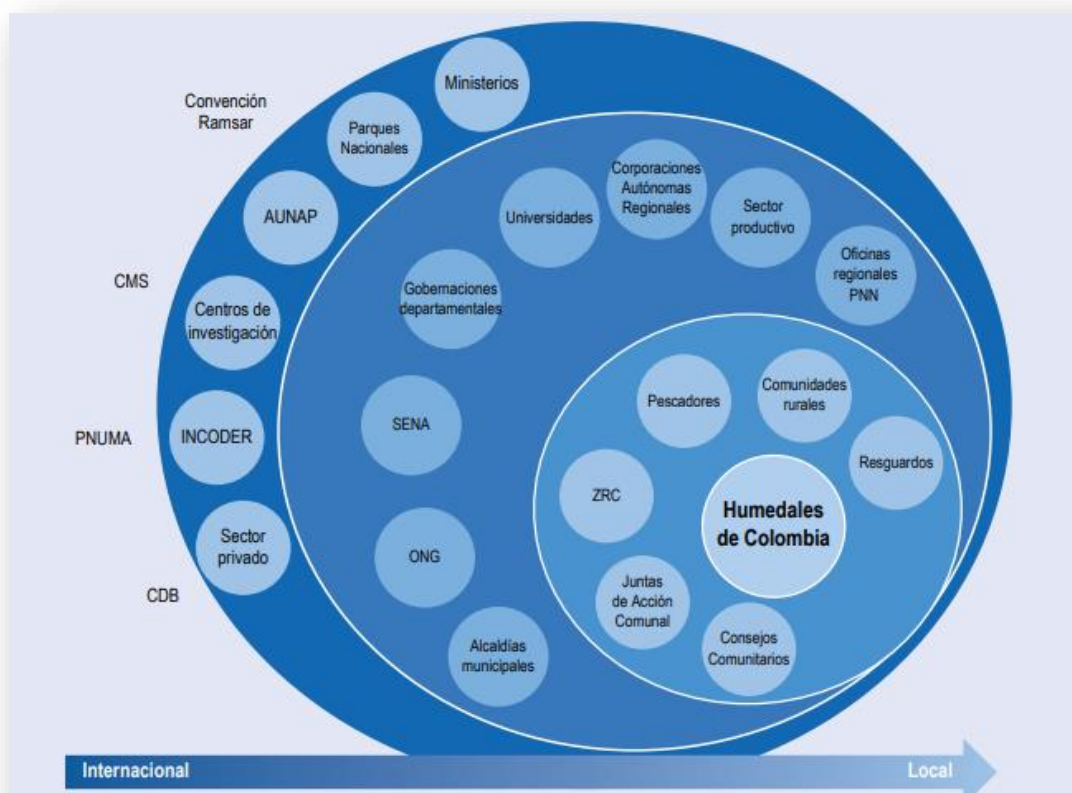 Convención
Ramsar
CMS
PNUMA
CDB
Ministerios
Parques
Nacionales
AUNAP
Centros de
investigación
INCODER
Sector
privado
Universidades
Corporaciones
Autónomas
Regionales
Sector
productivo
Oficinas
regionales
PNN
Gobernaciones
departamentales
SENA
ONG
Alcaldías
municipales
Pescadores
Comunidades
rurales
Resguardos
ZRC
Juntas
de Acción
Comunal
Consejos
Comunitarios
Humedales
de Colombia
Internacional
Local